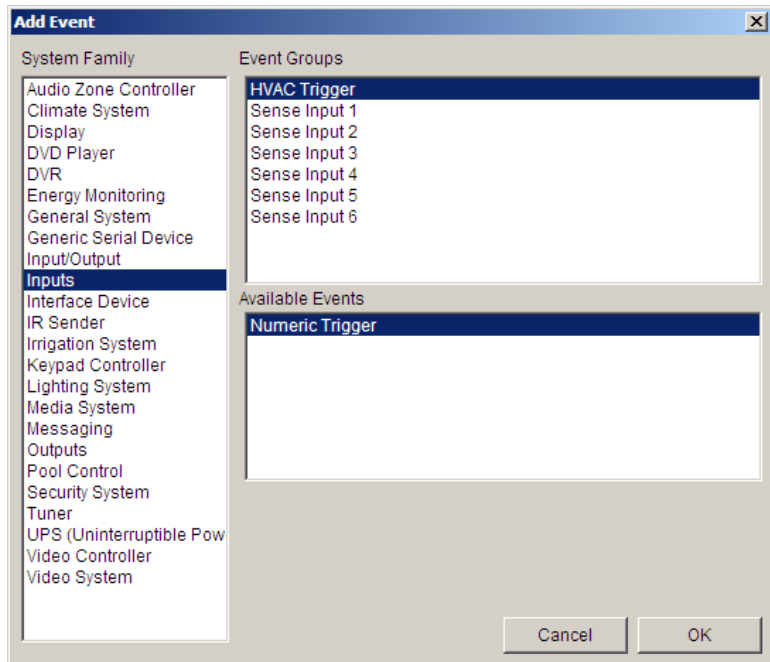 Add Event
System Family
Audio Zone Controller
Climate System
Display
DVD Player
DVR
Energy Monitoring
General System
Generic Serial Device
Input/Output
Inputs
Interface Device
IR Sender
Irrigation System
Keypad Controller
Lighting System
Media System
Messaging
Outputs
Pool Control
Security System
Tuner
UPS (Uninterruptible Pow
Video Controller
Video System
Event Groups
HVAC Trigger
Sense Input 1
Sense Input 2
Sense Input 3
Sense Input 4
Sense Input 5
Sense Input 6
Available Events
Numeric Trigger
Cancel
OK